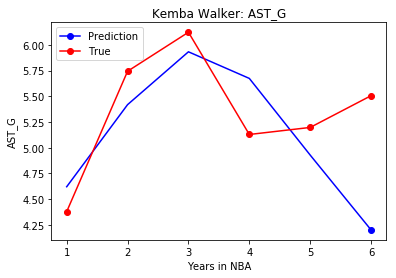 Kemba Walker: AST_G
Prediction
True
6.00
5.75
5.50
5.25
5.00
4.75
4.50
4.25
AST_G
1 2 3 4 5 6
Years in NBA